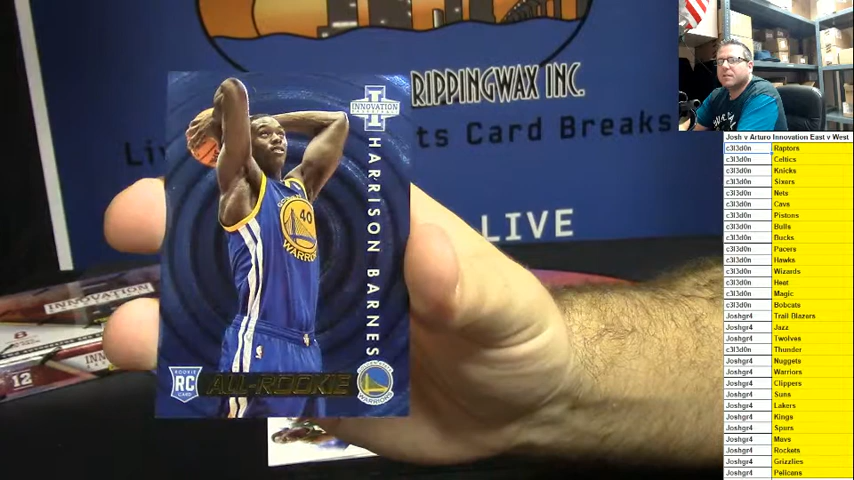 RIPPINGWAX INC.
ts Card Breaks
LIVE
INNOVATION
HARRISON BARNES
40
WARRIORS
ROOKIE
RC
CARD
ALL-ROOKIE
INNOVATION
8
12
Josh v Arturo Innovation East v West
c3l3d0n Raptors
c3l3d0n Celtics
c3l3d0n Knicks
c3l3d0n Sixers
c3l3d0n Nets
c3l3d0n Cavs
c3l3d0n Pistons
c3l3d0n Bulls
c3l3d0n Bucks
c3l3d0n Pacers
c3l3d0n Hawks
c3l3d0n Wizards
c3l3d0n Heat
c3l3d0n Magic
c3l3d0n Bobcats
Joshgr4 Trail Blazers
Joshgr4 Jazz
Joshgr4 Twolves
c3l3d0n Thunder
Joshgr4 Nuggets
Joshgr4 Warriors
Joshgr4 Clippers
Joshgr4 Suns
Joshgr4 Lakers
Joshgr4 Kings
Joshgr4 Spurs
Joshgr4 Mavs
Joshgr4 Rockets
Joshgr4 Grizzlies
Joshgr4 Pelicans